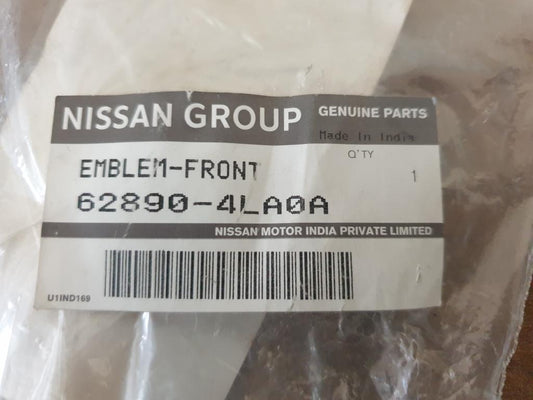 NISSAN GROUP
GENUINE PARTS
Made in India
EMBLEM-FRONT
Q'TY
1
62890-4LA0A
NISSAN MOTOR INDIA PRIVATE LIMITED
U1IND169